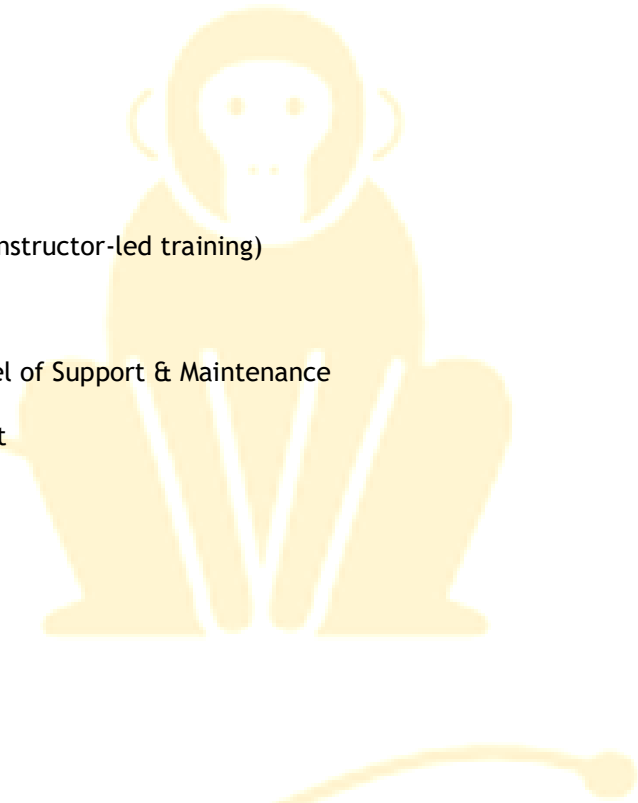 nstructor-led training)
el of Support & Maintenance
t